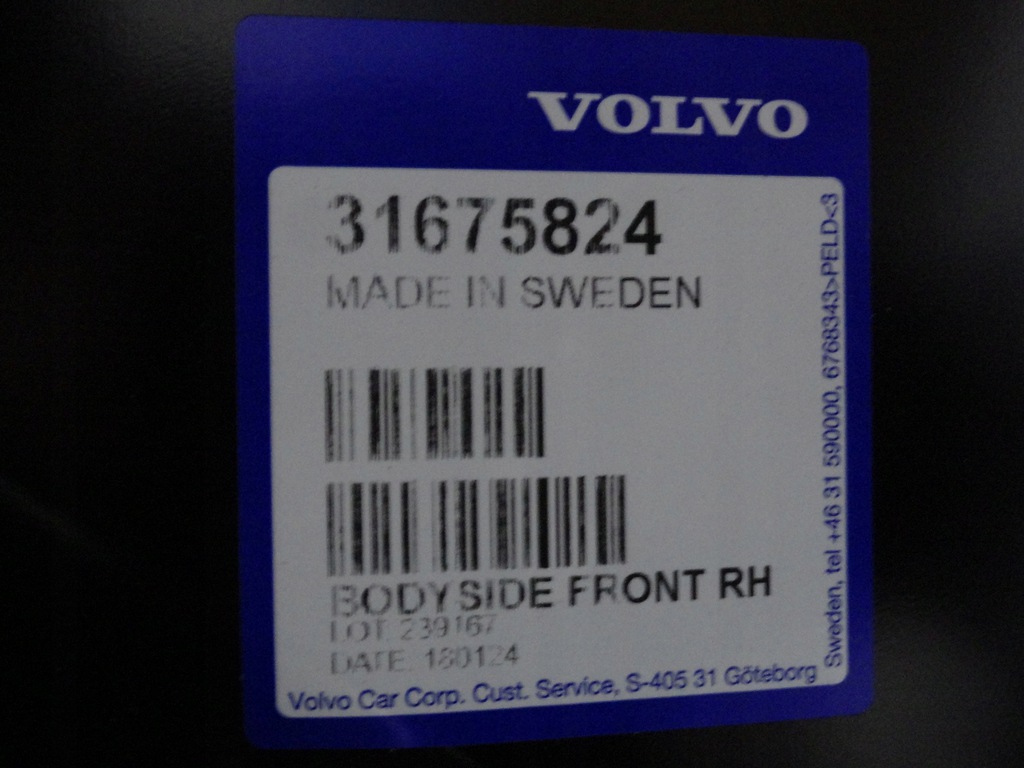 VOLVO
31675824
MADE IN SWEDEN
BODYSIDE FRONT RH
LOT: 239167
DATE: 180124
Volvo Car Corp. Cust. Service, S-405 31 Göteborg
Sweden, tel +46 31 590000, 6768343>PELD<3